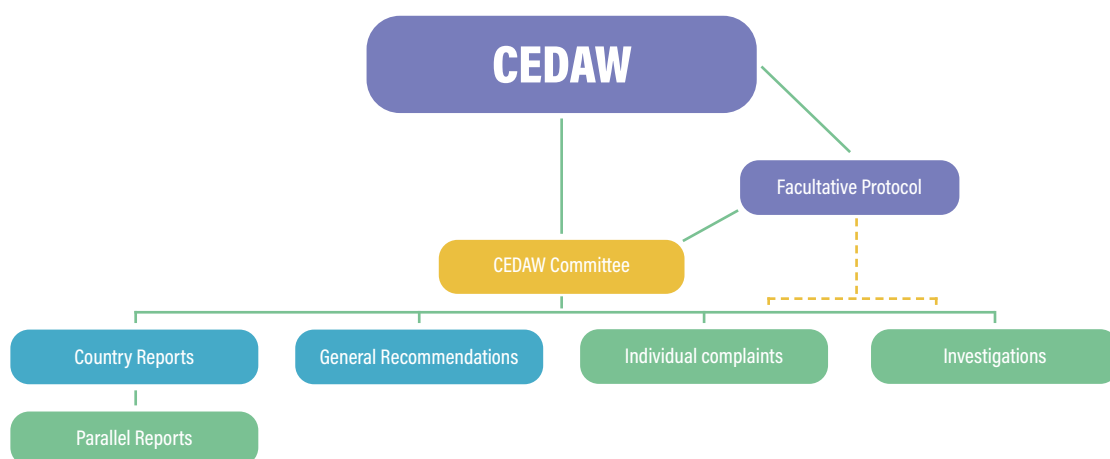 CEDAW
Facultative Protocol
CEDAW Committee
Country Reports
General Recommendations
Individual complaints
Investigations
Parallel Reports